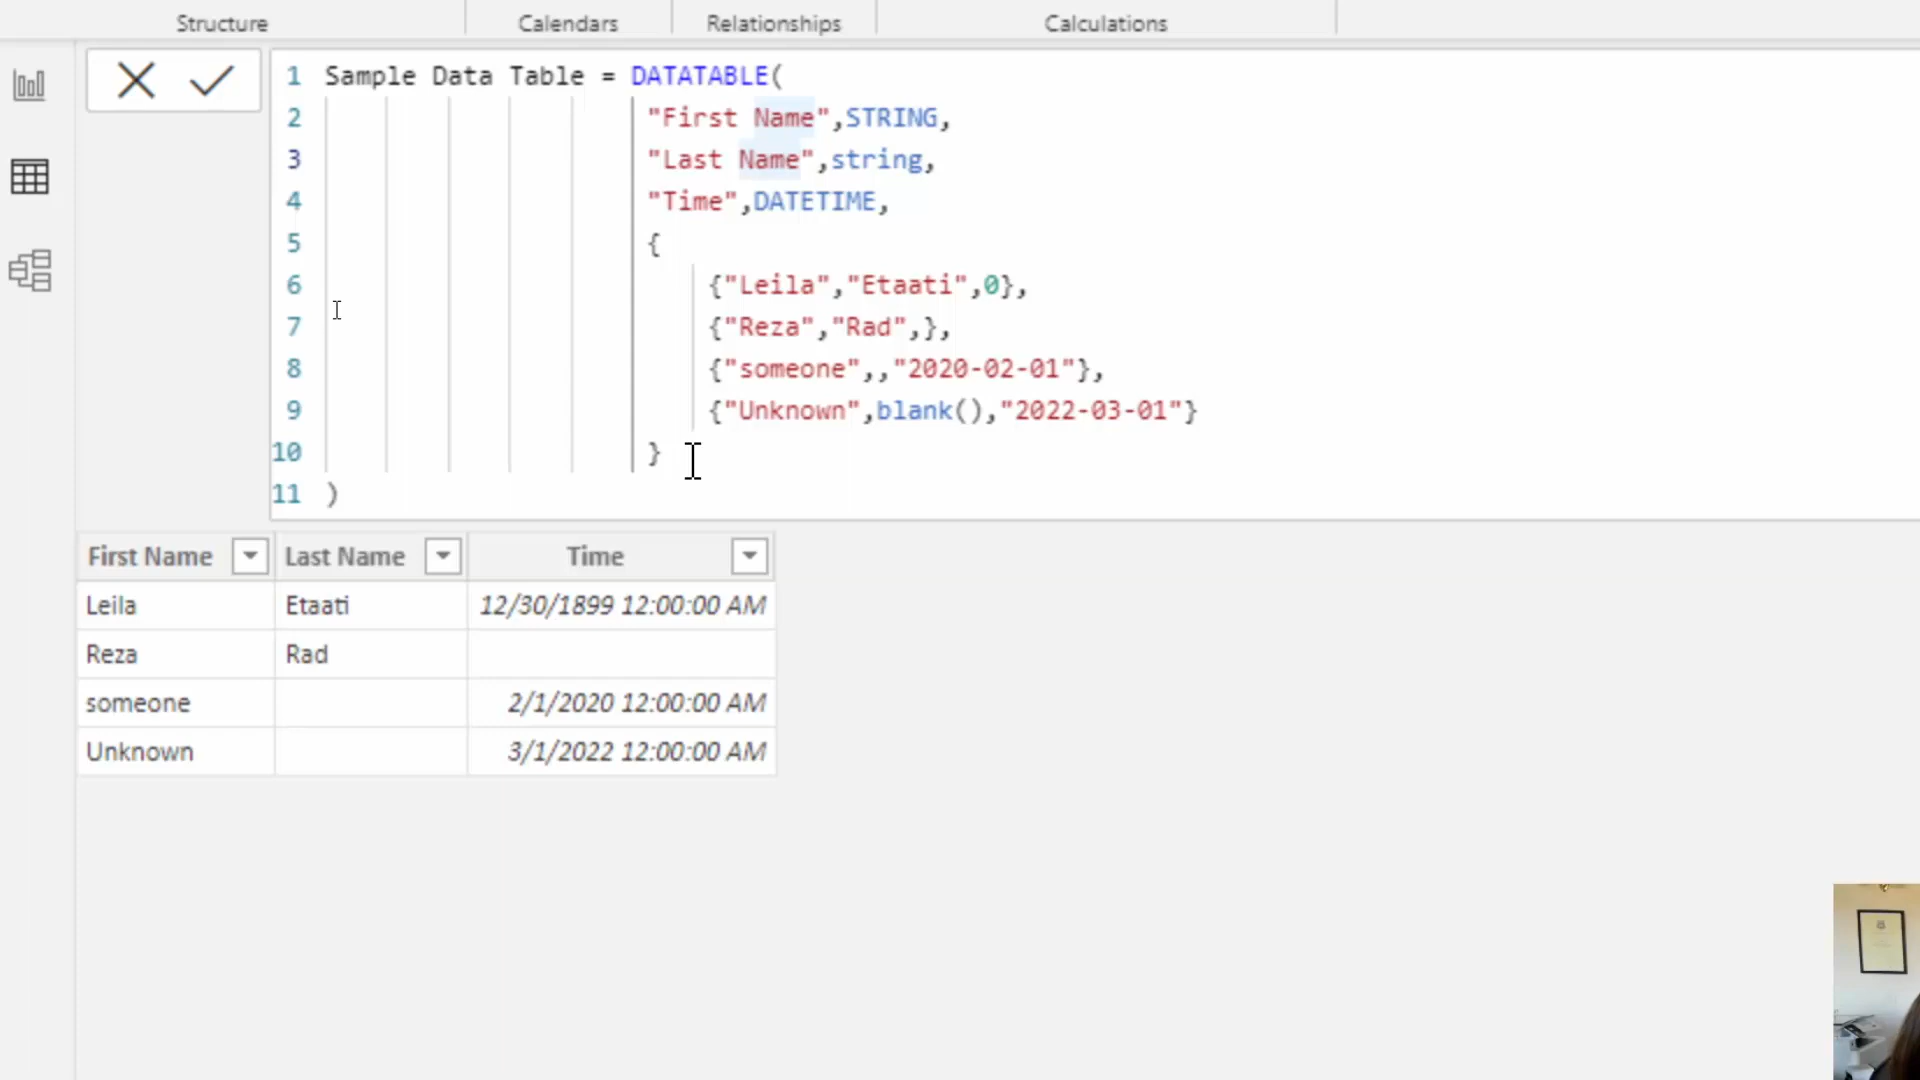 Structure Calendars Relationships Calculations
1 Sample Data Table = DATATABLE(
2 "First Name",STRING,
3 "Last Name",string,
4 "Time",DATETIME,
5 {
6 {"Leila","Etaati",0},
7 {"Reza","Rad",},
8 {"someone",,"2020-02-01"},
9 {"Unknown",blank(),"2022-03-01"}
10 }
11 )
First Name Last Name Time
Leila Etaati 12/30/1899 12:00:00 AM
Reza Rad
someone 2/1/2020 12:00:00 AM
Unknown 3/1/2022 12:00:00 AM